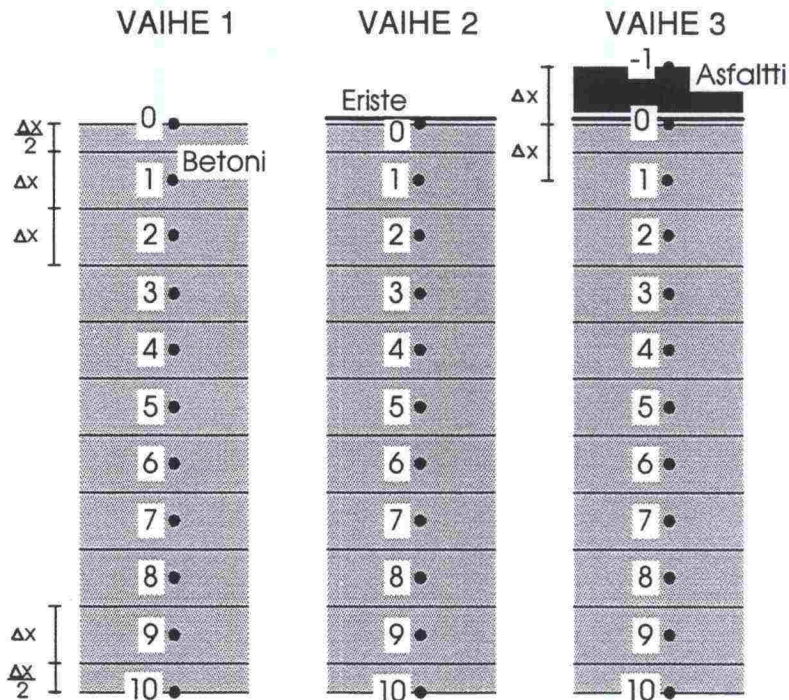 VAIHE 1 VAIHE 2 VAIHE 3
-1 Asfaltti
Δx
Eriste
0 0 0
Δx/2
Betoni
Δx
1 1 1
Δx
Δx
2 2 2
3 3 3
4 4 4
5 5 5
6 6 6
7 7 7
8 8 8
Δx
9 9 9
Δx/2
10 10 10